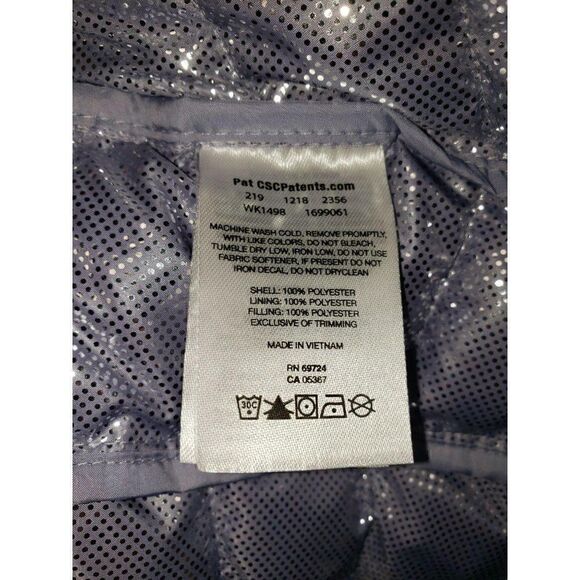 Pat CSCPatents.com
219 1218 2356
WK1498 1699061
MACHINE WASH COLD, REMOVE PROMPTLY,
WITH LIKE COLORS, DO NOT BLEACH,
TUMBLE DRY LOW, IRON LOW, DO NOT USE
FABRIC SOFTENER, IF PRESENT DO NOT
IRON DECAL, DO NOT DRYCLEAN
SHELL: 100% POLYESTER
LINING: 100% POLYESTER
FILLING: 100% POLYESTER
EXCLUSIVE OF TRIMMING
MADE IN VIETNAM
RN 69724
CA 05367
30C